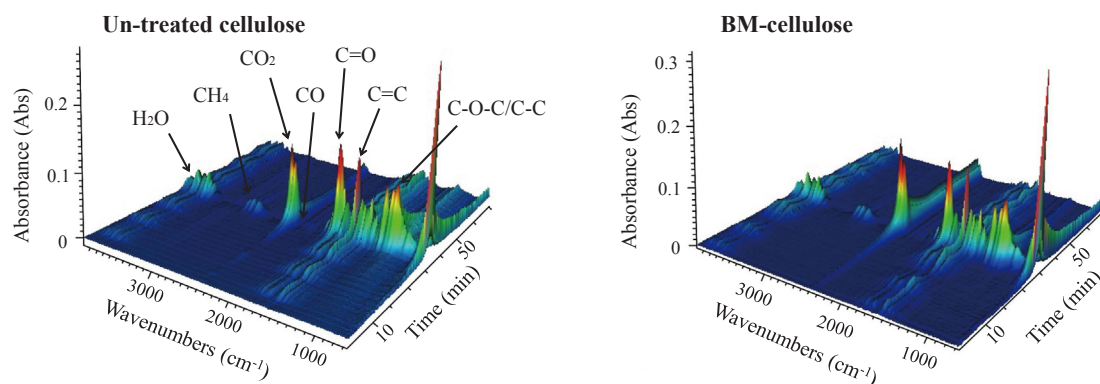 Un-treated cellulose
Absorbance (Abs)
0.2
0.1
0
H2O
CH4
CO2
CO
C=O
C=C
C-O-C/C-C
3000
2000
1000
Wavenumbers (cm-1)
10
50
Time (min)
BM-cellulose
Absorbance (Abs)
0.3
0.2
0.1
0
3000
2000
1000
Wavenumbers (cm-1)
10
50
Time (min)